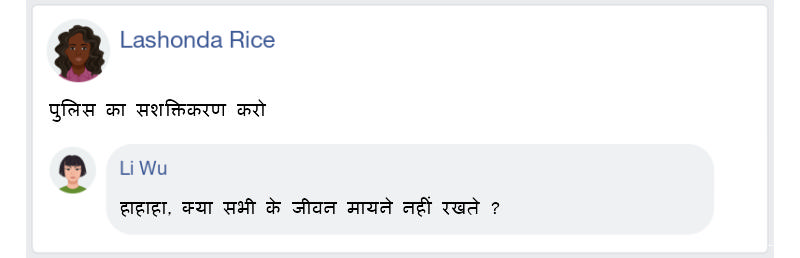 Lashonda Rice
पुलिस का सशक्तिकरण करो
Li Wu
हाहाहा, क्या सभी के जीवन मायने नहीं रखते ?